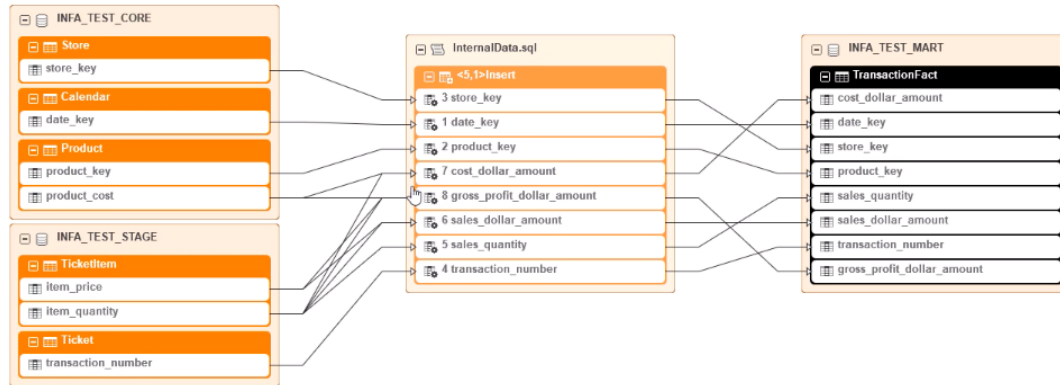 INFA_TEST_CORE
Store
store_key
Calendar
date_key
Product
product_key
product_cost
INFA_TEST_STAGE
TicketItem
item_price
item_quantity
Ticket
transaction_number
InternalData.sql
<5,1>Insert
3 store_key
1 date_key
2 product_key
7 cost_dollar_amount
8 gross_profit_dollar_amount
6 sales_dollar_amount
5 sales_quantity
4 transaction_number
INFA_TEST_MART
TransactionFact
cost_dollar_amount
date_key
store_key
product_key
sales_quantity
sales_dollar_amount
transaction_number
gross_profit_dollar_amount